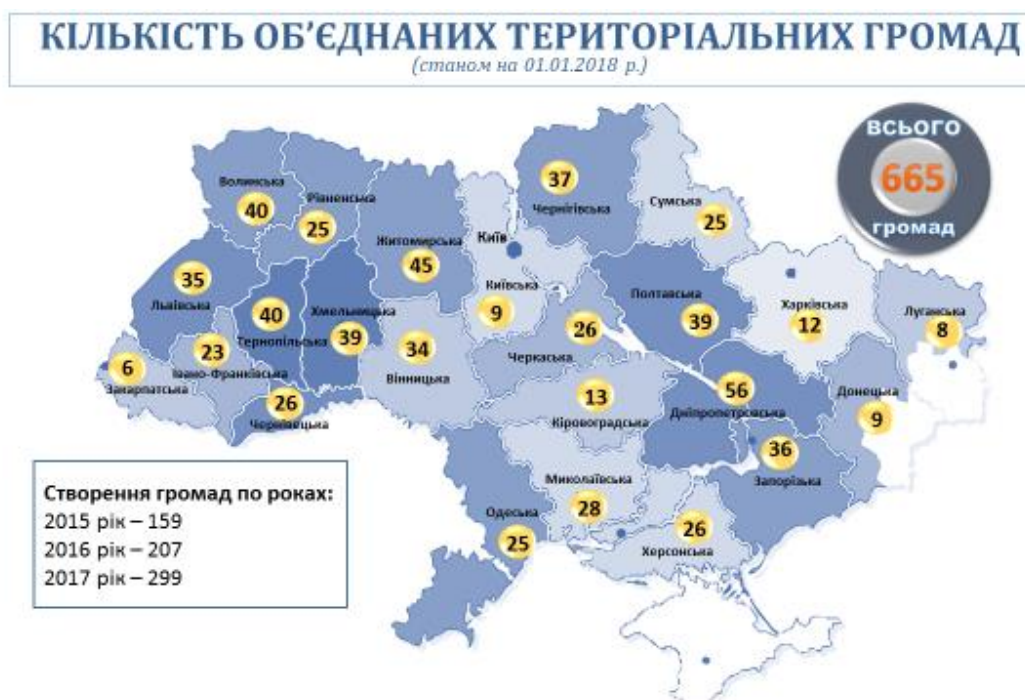 КІЛЬКІСТЬ ОБ’ЄДНАНИХ ТЕРИТОРІАЛЬНИХ ГРОМАД
(станом на 01.01.2018 р.)
ВСЬОГО
665
громад
Волинська
40
Рівненська
25
Житомирська
45
Київ
Київська
9
37
Чернігівська
Сумська
25
35
Львівська
40
Тернопільська
Хмельницька
39
34
Вінницька
26
Черкаська
Полтавська
39
Харківська
12
Луганська
8
6
Закарпатська
23
Івано-Франківська
26
Чернівецька
13
Кіровоградська
56
Дніпропетровська
Донецька
9
36
Запорізька
Миколаївська
28
Одеська
25
26
Херсонська
Створення громад по роках:
2015 рік – 159
2016 рік – 207
2017 рік – 299